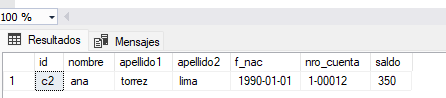 100 %
Resultados Mensajes
id nombre apellido1 apellido2 f_nac nro_cuenta saldo
1 c2 ana torrez lima 1990-01-01 1-00012 350